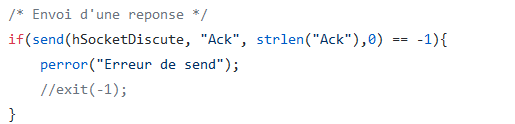 /* Envoi d'une reponse */
if(send(hSocketDiscute, "Ack", strlen("Ack"),0) == -1){
    perror("Erreur de send");
    //exit(-1);
}